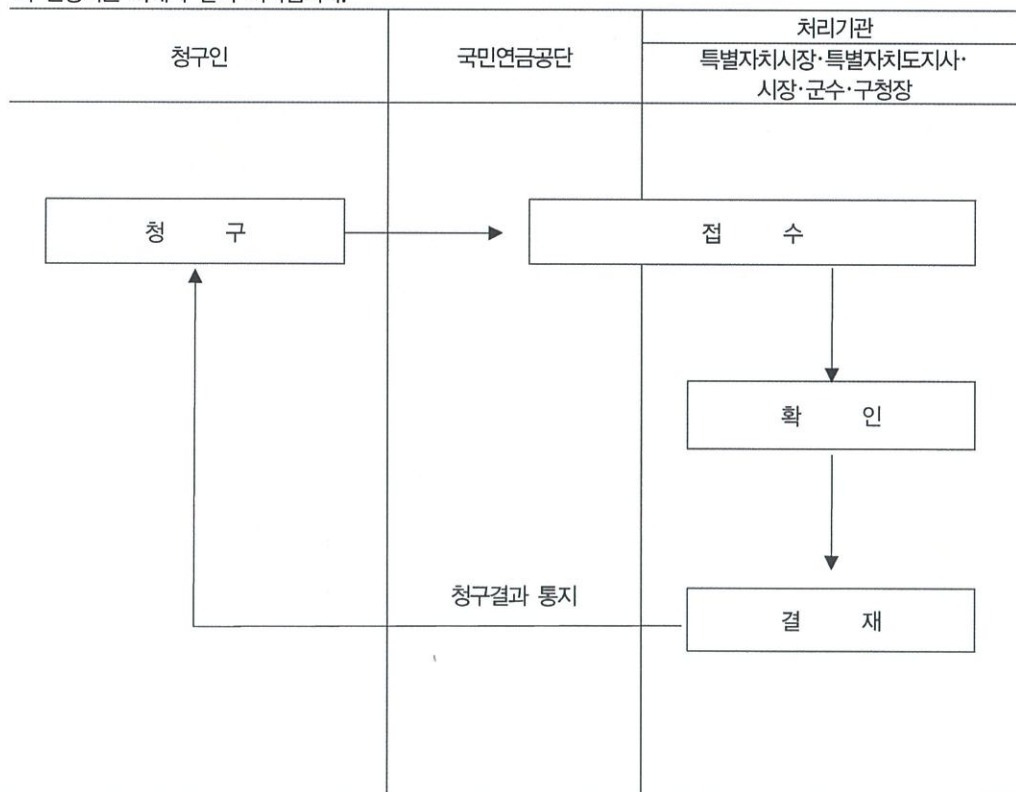 처리기관
청구인
국민연금공단
특별자치시장·특별자치도지사·
시장·군수·구청장
청 구
접 수
확 인
청구결과 통지
결 재